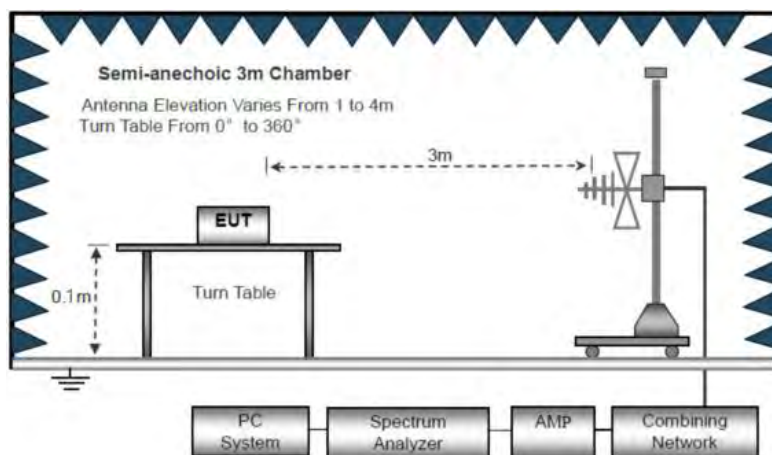 Semi-anechoic 3m Chamber
Antenna Elevation Varies From 1 to 4m
Turn Table From 0° to 360°
3m
EUT
0.1m
Turn Table
PC
System
Spectrum
Analyzer
AMP
Combining
Network